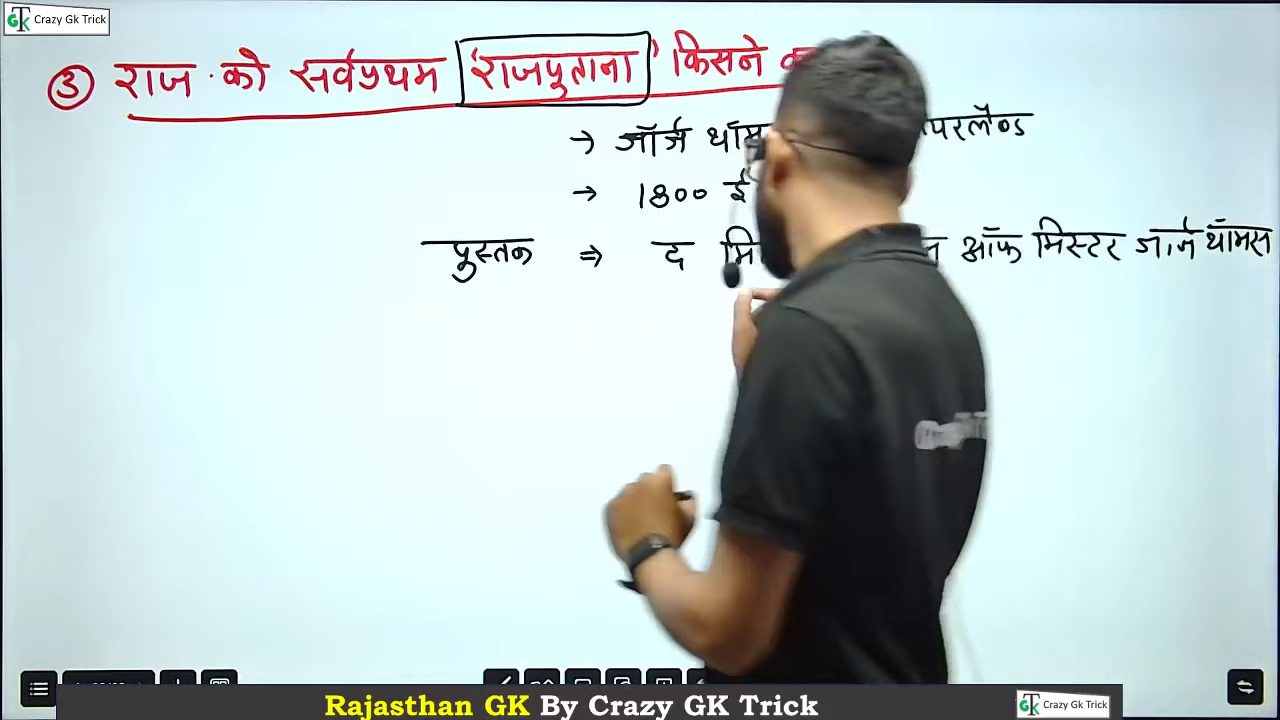 Crazy Gk Trick
③ राज. को सर्वप्रथम 'राजपुताना' किसने
→ जॉर्ज
→ 1800 ई
पुस्तक ⇒ द ऑफ मिस्टर जार्ज थॉमस
Rajasthan GK By Crazy GK Trick
Crazy GK Trick